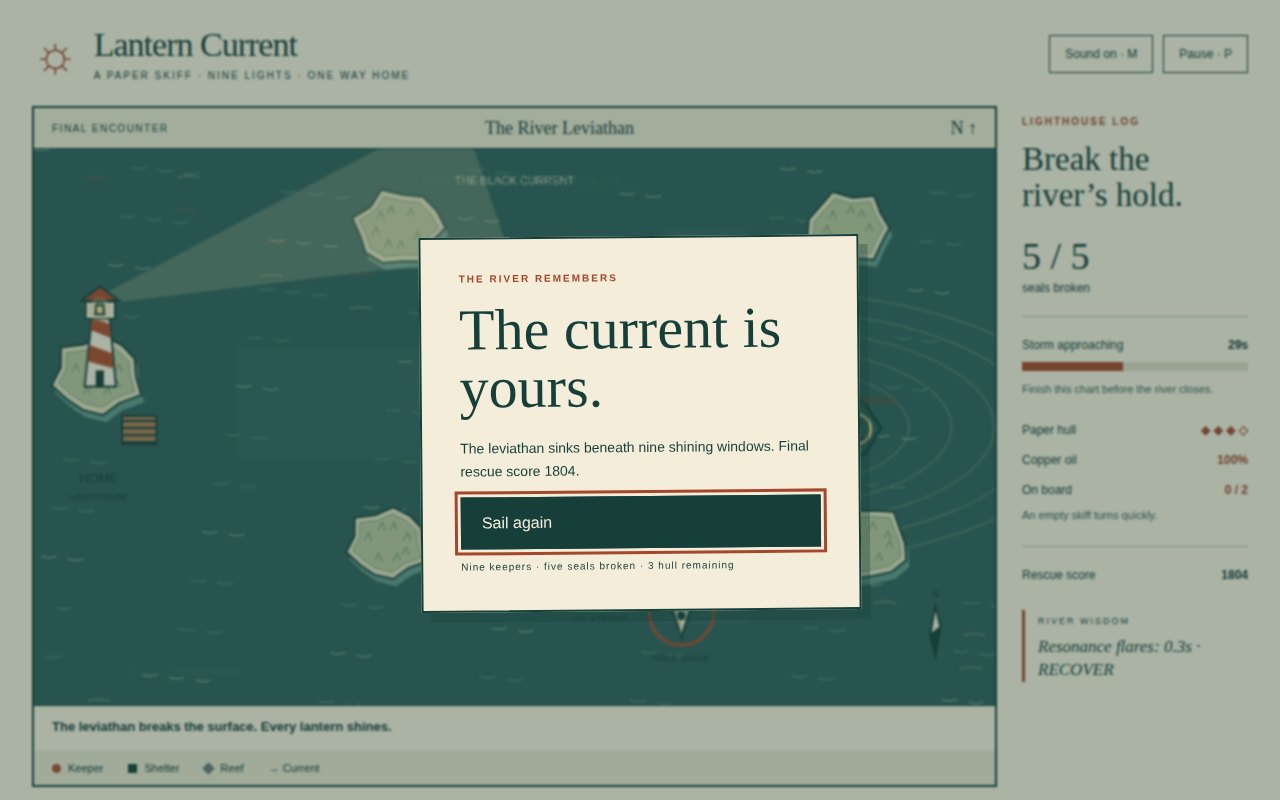 Lantern Current
A PAPER SKIFF · NINE LIGHTS · ONE WAY HOME
Sound on · M
Pause · P
FINAL ENCOUNTER
The River Leviathan
N ↑
THE BLACK CURRENT
HOME
LIGHTHOUSE
THE RIVER REMEMBERS
The current is
yours.
The leviathan sinks beneath nine shining windows. Final
rescue score 1804.
Sail again
Nine keepers · five seals broken · 3 hull remaining
HOLD SPACE
N
The leviathan breaks the surface. Every lantern shines.
Keeper
Shelter
Reef
→ Current
LIGHTHOUSE LOG
Break the
river’s hold.
5 / 5
seals broken
Storm approaching
29s
Finish this chart before the river closes.
Paper hull
◆◆◆◇
Copper oil
100%
On board
0 / 2
An empty skiff turns quickly.
Rescue score
1804
RIVER WISDOM
Resonance flares: 0.3s ·
RECOVER